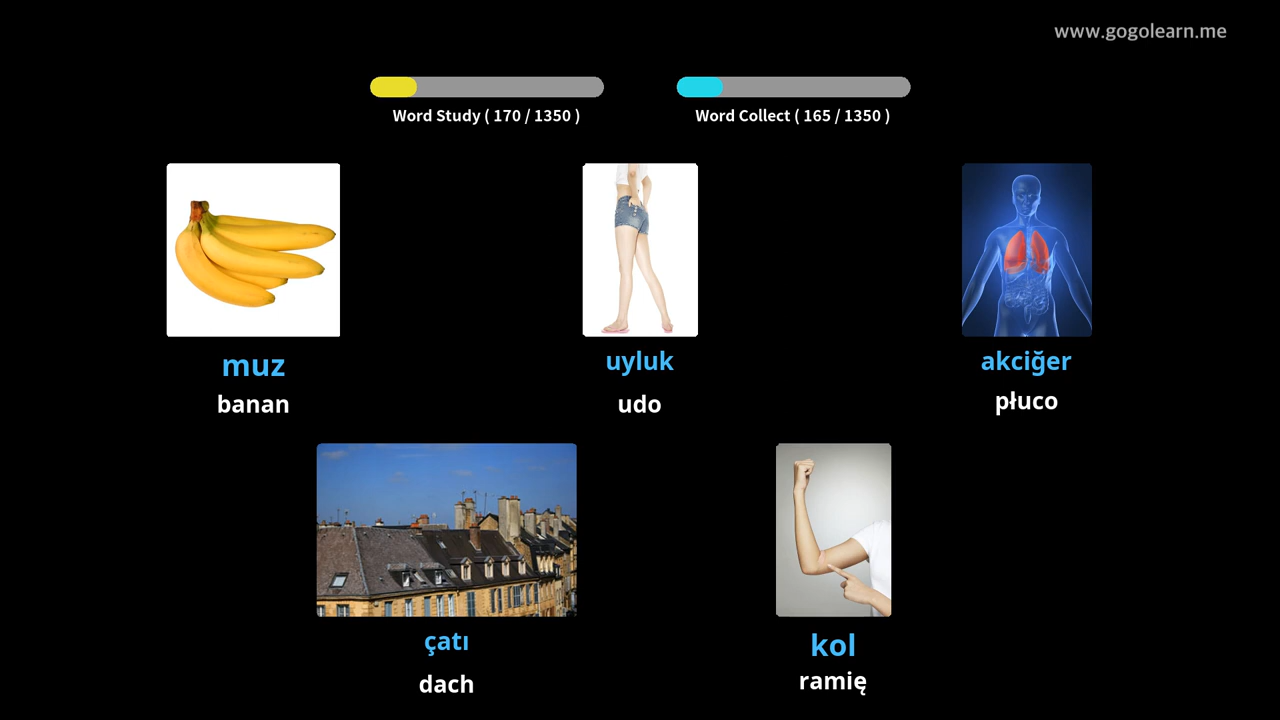 www.gogolearn.me
Word Study ( 170 / 1350 )
Word Collect ( 165 / 1350 )
muz
banan
uyluk
udo
akciğer
płuco
çatı
dach
kol
ramię